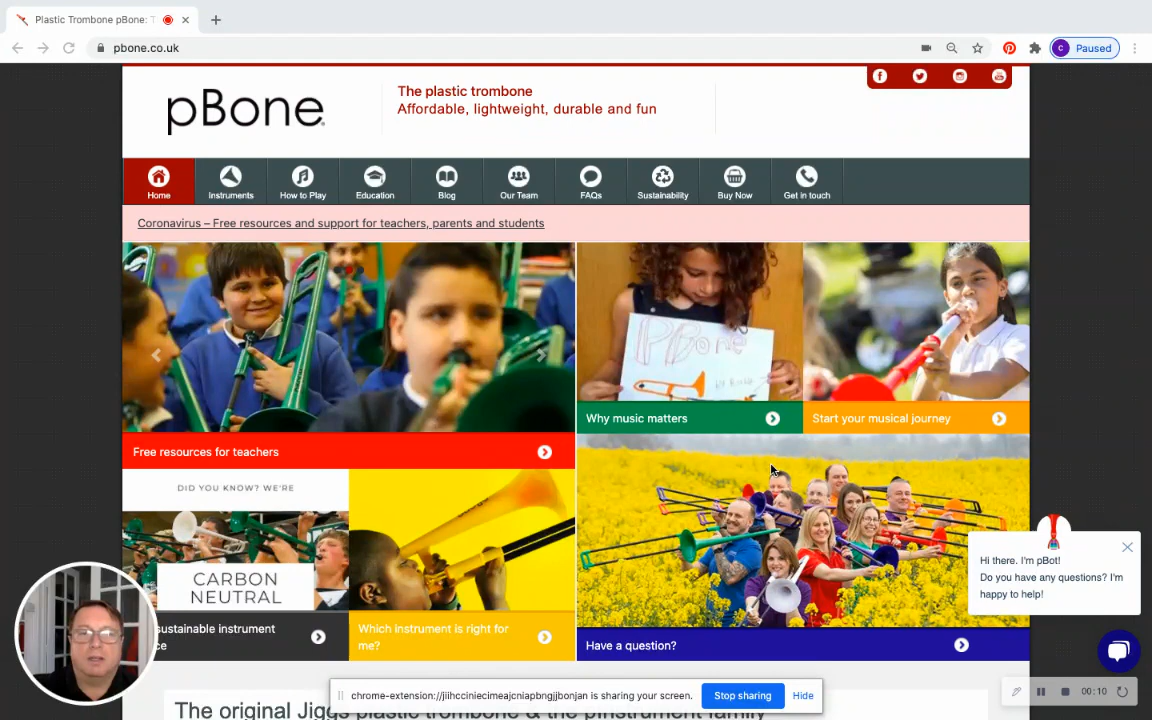 Plastic Trombone pBone: T
pbone.co.uk
C Paused
pBone
The plastic trombone
Affordable, lightweight, durable and fun
Home Instruments How to Play Education Blog Our Team FAQs Sustainability Buy Now Get in touch
Coronavirus – Free resources and support for teachers, parents and students
PBone
Why music matters
Start your musical journey
Free resources for teachers
DID YOU KNOW? WE'RE
CARBON
NEUTRAL
sustainable instrument
ce
Which instrument is right for
me?
Have a question?
Hi there. I'm pBot!
Do you have any questions? I'm
happy to help!
chrome-extension://jiihcciniecimeajcniapbngjjbonjan is sharing your screen.
Stop sharing
Hide
00:10
The original Jiggs plastic trombone & the pInstrument family